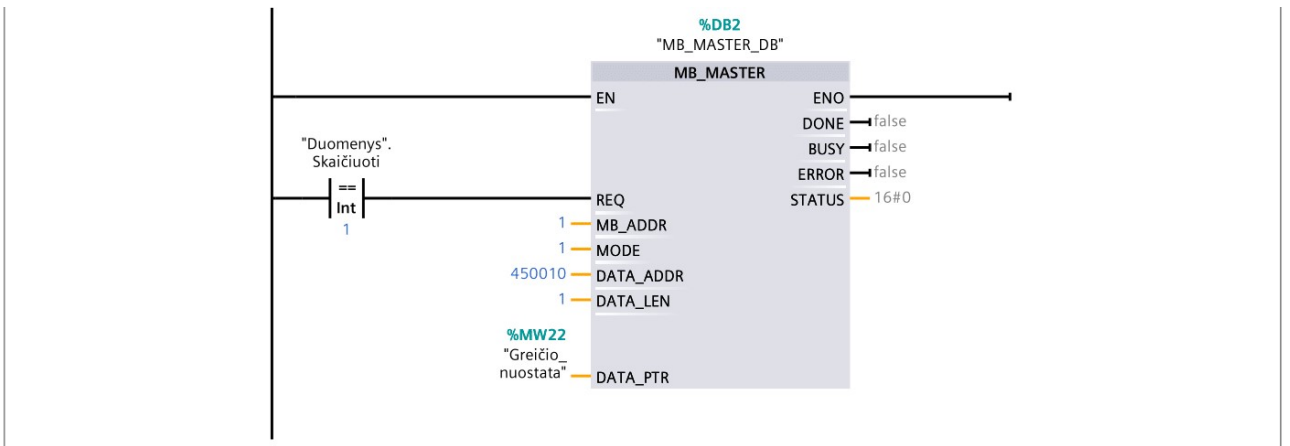 %DB2
"MB_MASTER_DB"
MB_MASTER
EN
ENO
DONE
false
"Duomenys".
Skaičiuoti
BUSY
false
ERROR
false
==
Int
1
REQ
STATUS
16#0
1
MB_ADDR
1
MODE
450010
DATA_ADDR
1
DATA_LEN
%MW22
"Greičio_
nuostata"
DATA_PTR